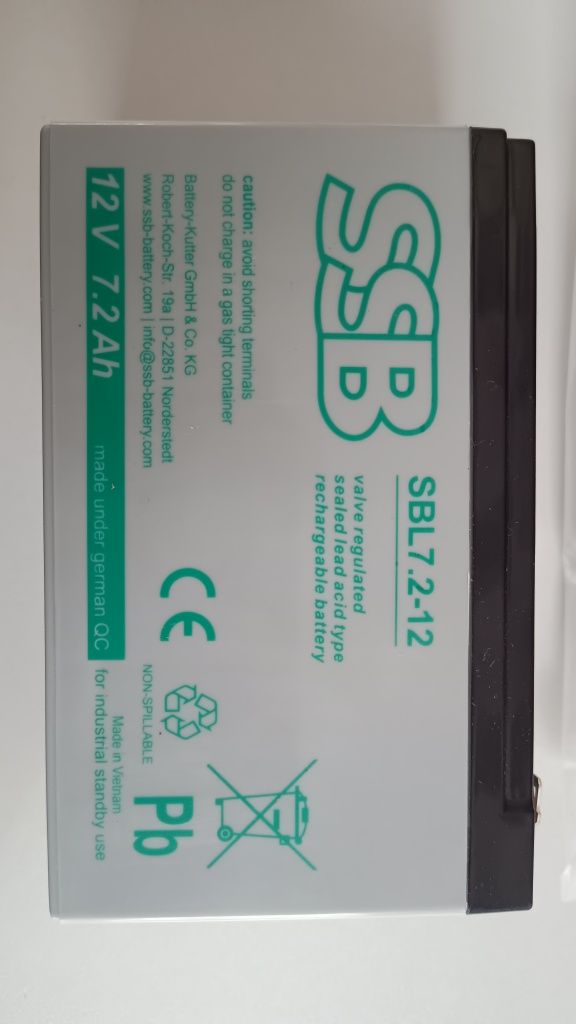 SSB
SBL7.2-12
valve regulated
sealed lead acid type
rechargeable battery
caution: avoid shorting terminals
do not charge in a gas tight container
Battery-Kutter GmbH & Co. KG
Robert-Koch-Str. 19a | D-22851 Norderstedt
www.ssb-battery.com | info@ssb-battery.com
CE
NON-SPILLABLE
Pb
Made in Vietnam
12 V 7.2 Ah
made under german QC
for industrial standby use